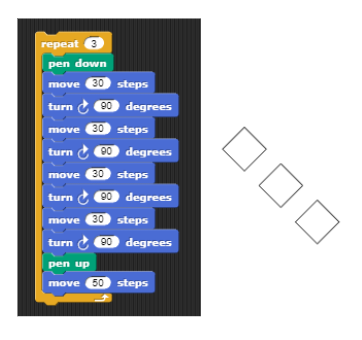 repeat 3
pen down
move 30 steps
turn 90 degrees
move 30 steps
turn 90 degrees
move 30 steps
turn 90 degrees
move 30 steps
turn 90 degrees
pen up
move 50 steps